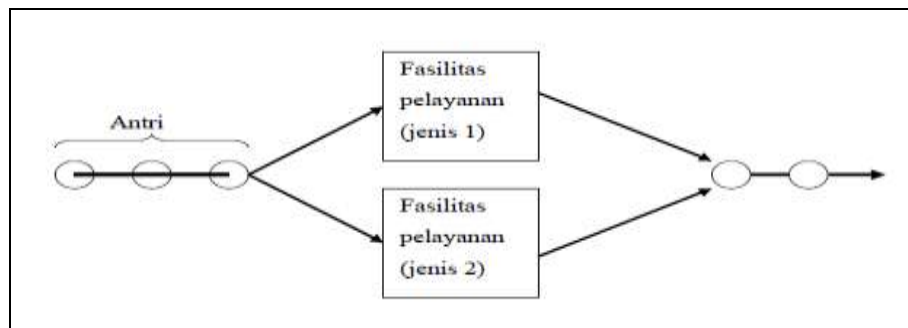 Antri
Fasilitas
pelayanan
(jenis 1)
Fasilitas
pelayanan
(jenis 2)